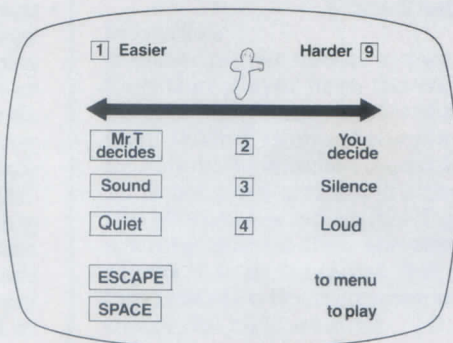 1 Easier Harder 9
Mr T decides 2 You decide
Sound 3 Silence
Quiet 4 Loud
ESCAPE to menu
SPACE to play